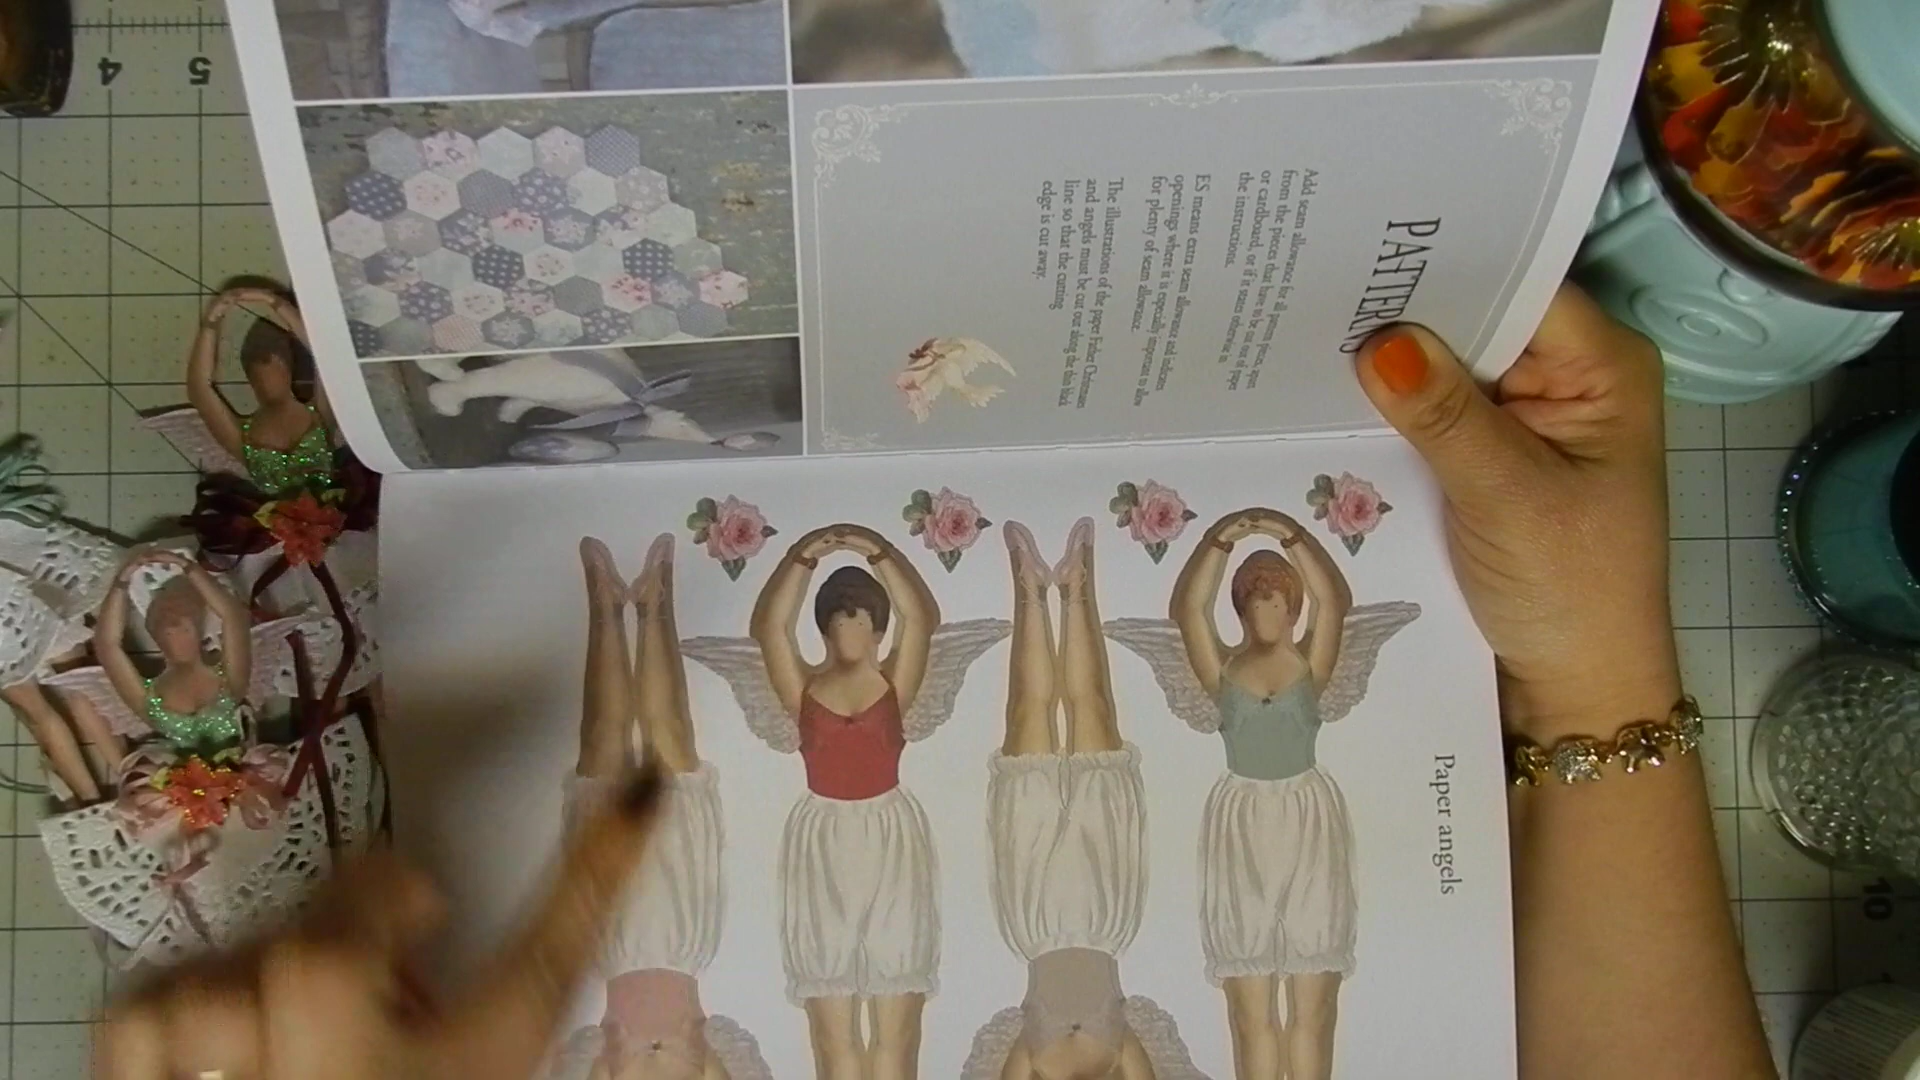 PATTERNS
Add seam allowance for all pattern pieces, apart
from the pieces that have to be cut out of paper
or cardboard, or if it states otherwise in
the instructions.
ES means extra seam allowance and indicates
openings where it is especially important to allow
for plenty of seam allowance.
The illustrations of the paper Father Christmases
and angels must be cut out along the thin black
line so that the cutting
edge is cut away.
Paper angels
4
5
10